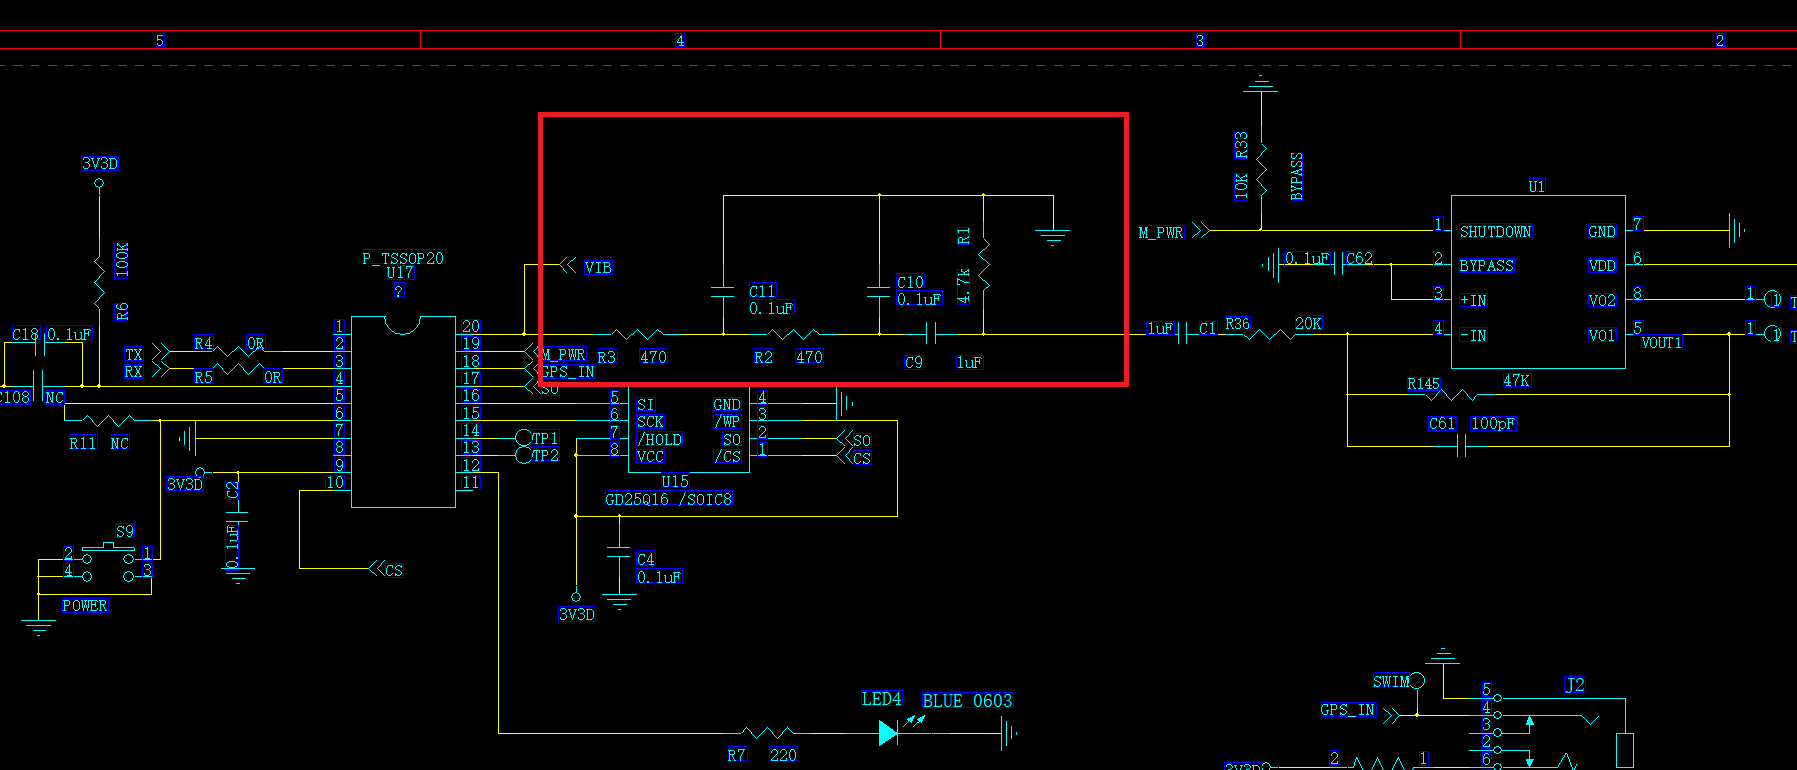 5 4 3 2
3V3D
10K R33
BYPASS
U1
M_PWR
1 SHUTDOWN GND 7
2 BYPASS VDD 6
3 +IN VO2 8
4 -IN VO1 5
0.1uF C62
1 1
1 1
VOUT1
R6 100K
P_TSSOP20
U17
?
VIB
C11
0.1uF
C10
0.1uF
4.7k R1
C18 0.1uF
TX
RX
R4 0R
R5 0R
1 20
2 19
3 18
4 17
5 16
6 15
7 14
8 13
9 12
10 11
M_PWR
GPS_IN
SO
R3 470
R2 470
C9 1uF
1uF C1
R36 20K
R145 47K
C61 100pF
C108 NC
R11 NC
5 SI GND 4
6 SCK /WP 3
7 /HOLD SO 2
8 VCC /CS 1
SO
CS
TP1
TP2
U15
GD25Q16 /SOIC8
3V3D
C2
0.1uF
S9
2 1
4 3
POWER
CS
C4
0.1uF
3V3D
LED4 BLUE 0603
R7 220
SWIM
GPS_IN
J2
5
4
3
2
6
3V3D
2 1